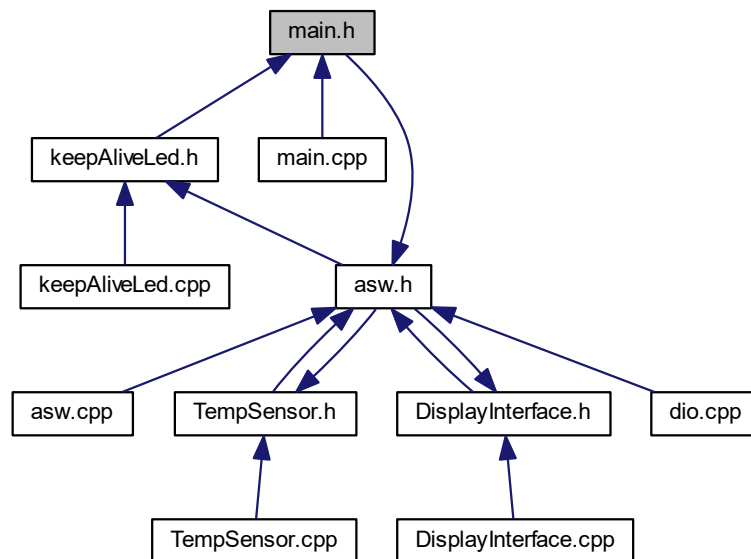 main.h
keepAliveLed.h
main.cpp
keepAliveLed.cpp
asw.h
asw.cpp
TempSensor.h
DisplayInterface.h
dio.cpp
TempSensor.cpp
DisplayInterface.cpp